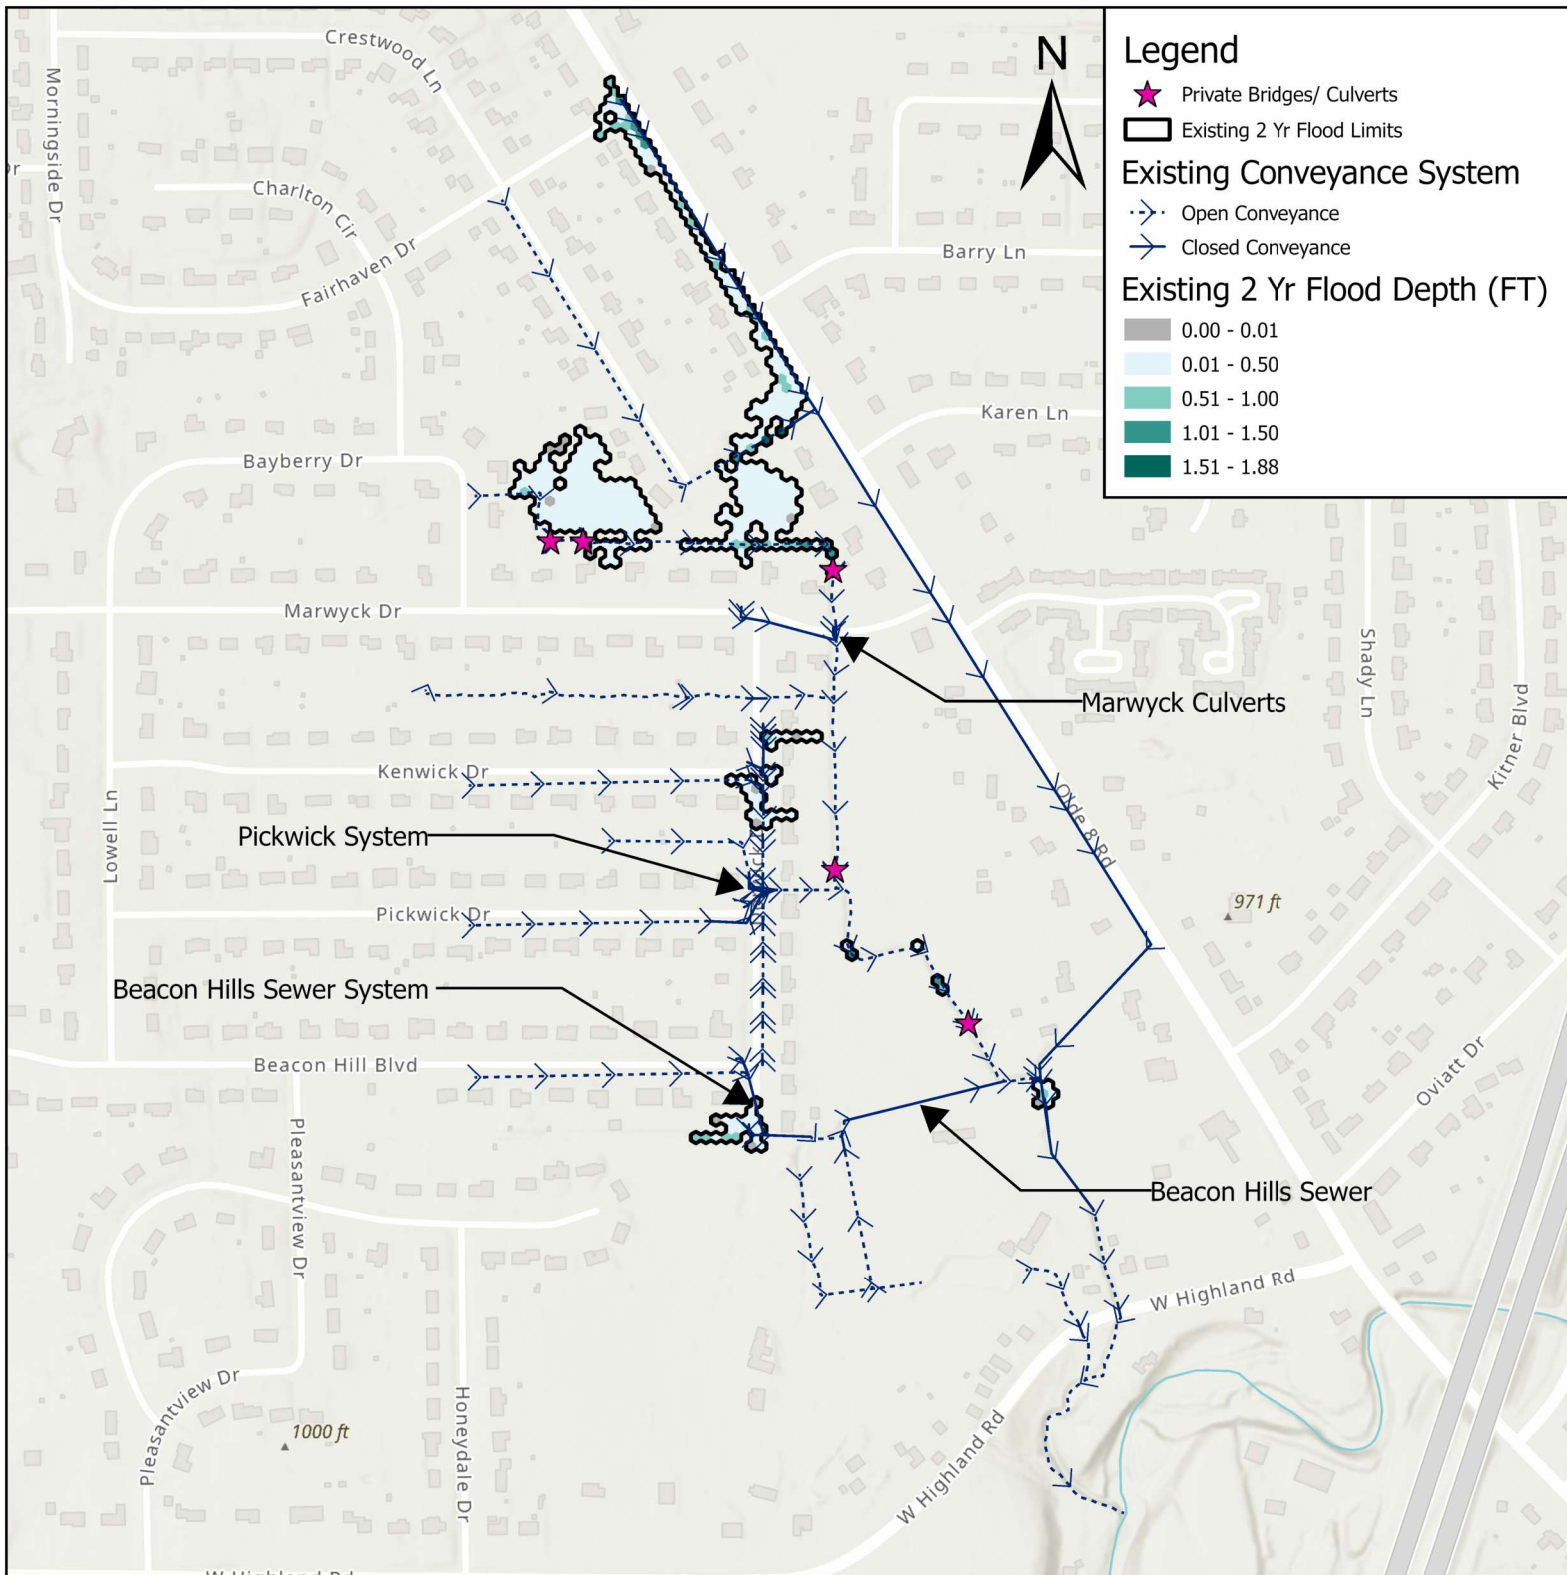 Legend
Private Bridges/ Culverts
Existing 2 Yr Flood Limits
Existing Conveyance System
Open Conveyance
Closed Conveyance
Existing 2 Yr Flood Depth (FT)
0.00 - 0.01
0.01 - 0.50
0.51 - 1.00
1.01 - 1.50
1.51 - 1.88
N
Crestwood Ln
Morningside Dr
Dr
Charlton Cir
Fairhaven Dr
Barry Ln
Karen Ln
Bayberry Dr
Marwyck Dr
Shady Ln
Kitner Blvd
Marwyck Culverts
Kenwick Dr
Olde 8 Rd
Lowell Ln
Pickwick System
Pickwick Dr
971 ft
Beacon Hills Sewer System
Beacon Hill Blvd
Oviatt Dr
Pleasantview Dr
Beacon Hills Sewer
W Highland Rd
Pleasantview Dr
1000 ft
Honeydale Dr
W Highland Rd
W Highland Rd